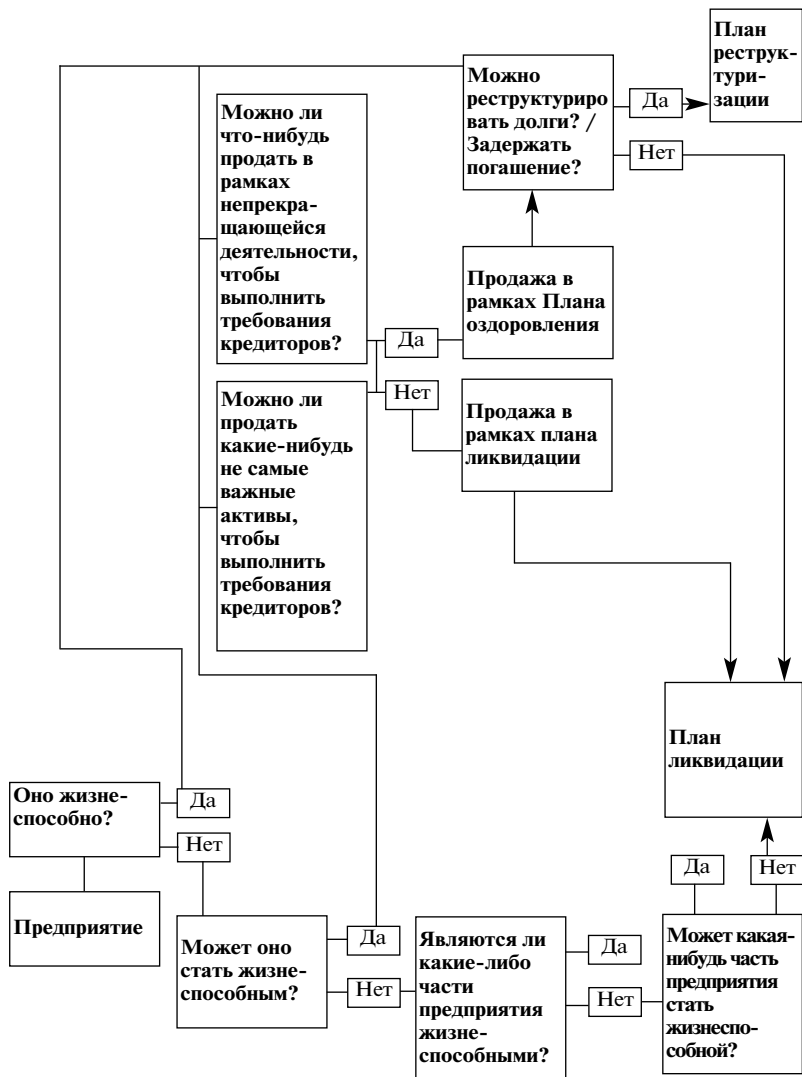 План
реструк-
тури-
зации
Можно
реструктуриро
вать долги? /
Задержать
погашение?
Да
Нет
Можно ли
что-нибудь
продать в
рамках
непрекра-
щающейся
деятельности,
чтобы
выполнить
требования
кредиторов?
Продажа в
рамках Плана
оздоровления
Да
Нет
Можно ли
продать
какие-нибудь
не самые
важные
активы,
чтобы
выполнить
требования
кредиторов?
Продажа в
рамках плана
ликвидации
План
ликвидации
Оно жизне-
способно?
Да
Нет
Предприятие
Может оно
стать жизне-
способным?
Да
Нет
Являются ли
какие-либо
части
предприятия
жизне-
способными?
Да
Нет
Да
Нет
Может какая-
нибудь часть
предприятия
стать
жизнеспо-
собной?